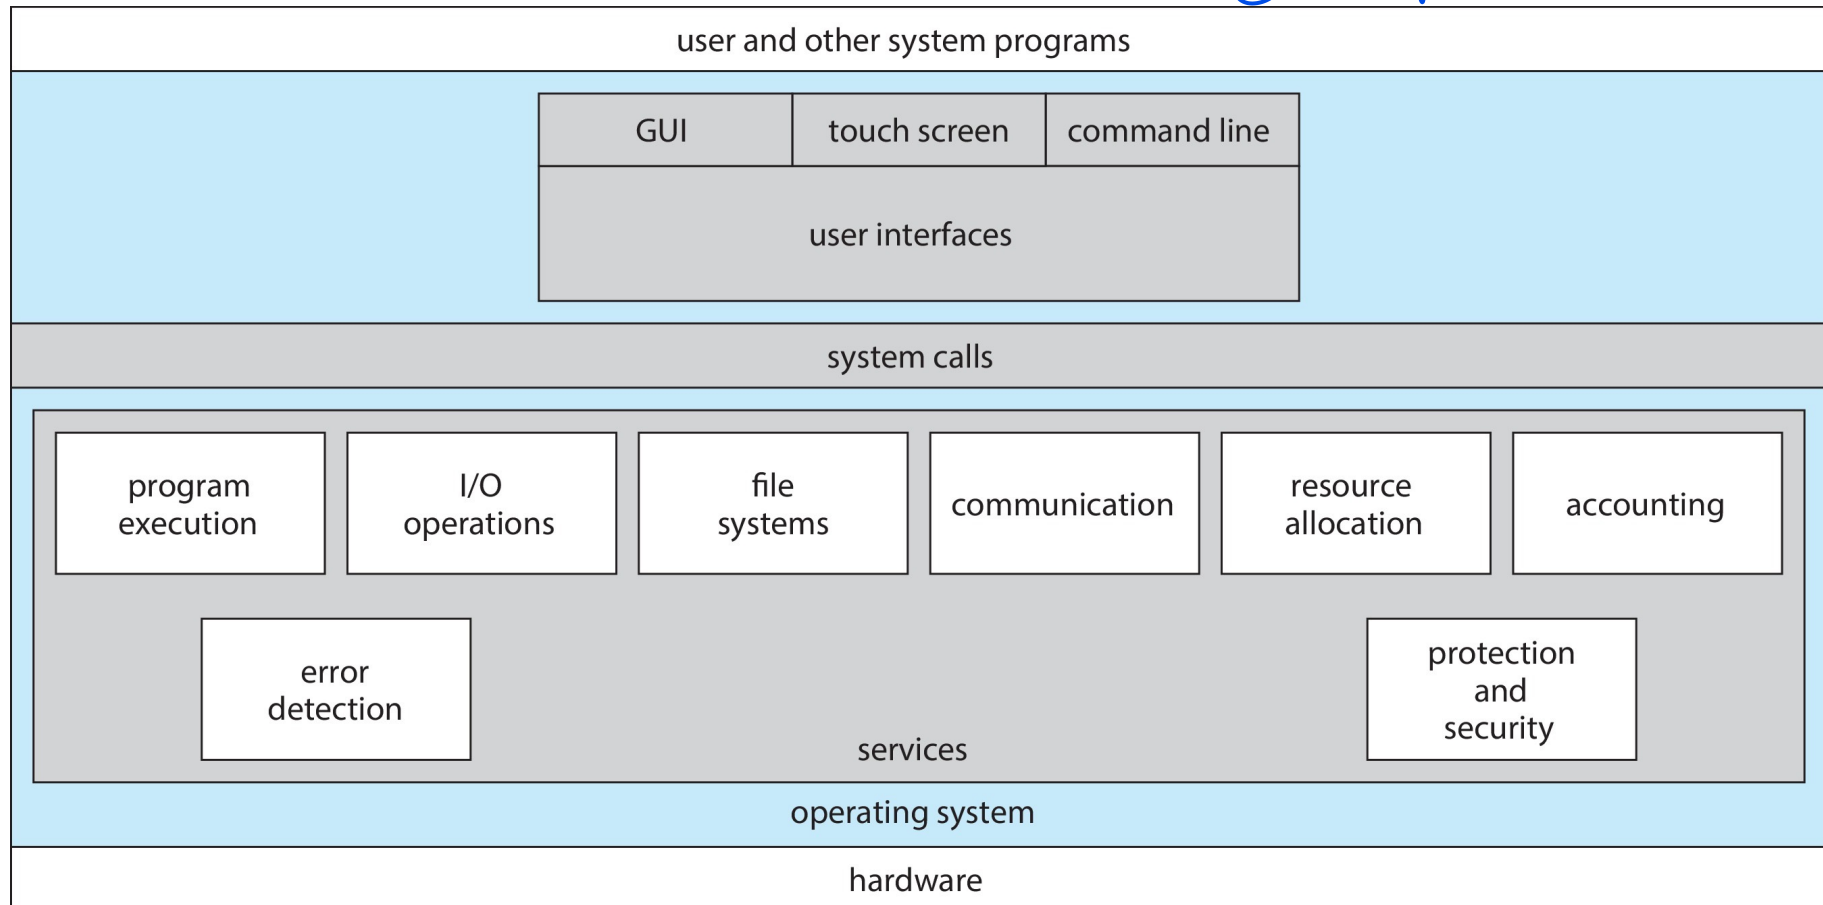 user and other system programs
GUI
touch screen
command line
user interfaces
system calls
program
execution
I/O
operations
file
systems
communication
resource
allocation
accounting
error
detection
protection
and
security
services
operating system
hardware